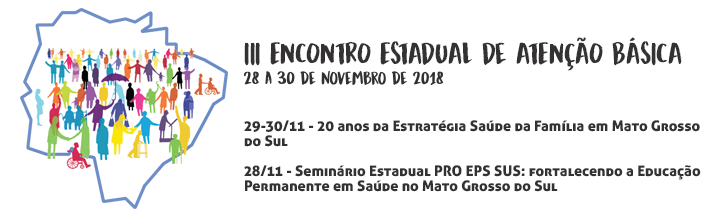 III ENCONTRO ESTADUAL DE ATENÇÃO BÁSICA
28 A 30 DE NOVEMBRO DE 2018
29-30/11 - 20 anos da Estratégia Saúde da Família em Mato Grosso
do Sul
28/11 - Seminário Estadual PRO EPS SUS: fortalecendo a Educação
Permanente em Saúde no Mato Grosso do Sul